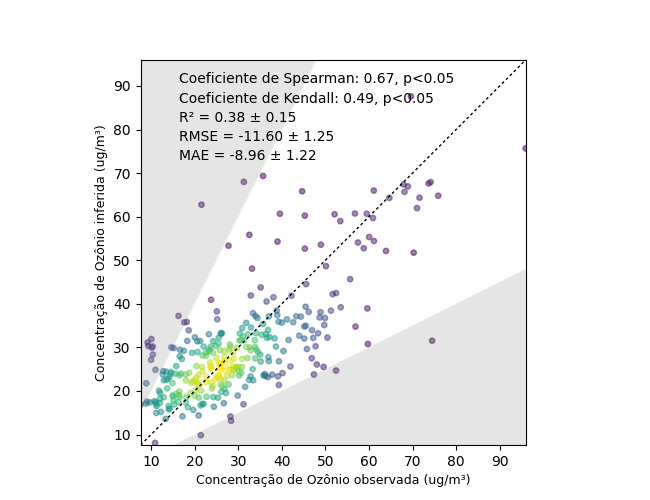 Coeficiente de Spearman: 0.67, p<0.05
Coeficiente de Kendall: 0.49, p<0.05
R² = 0.38 ± 0.15
RMSE = -11.60 ± 1.25
MAE = -8.96 ± 1.22
Concentração de Ozônio inferida (ug/m³)
90
80
70
60
50
40
30
20
10
10 20 30 40 50 60 70 80 90
Concentração de Ozônio observada (ug/m³)